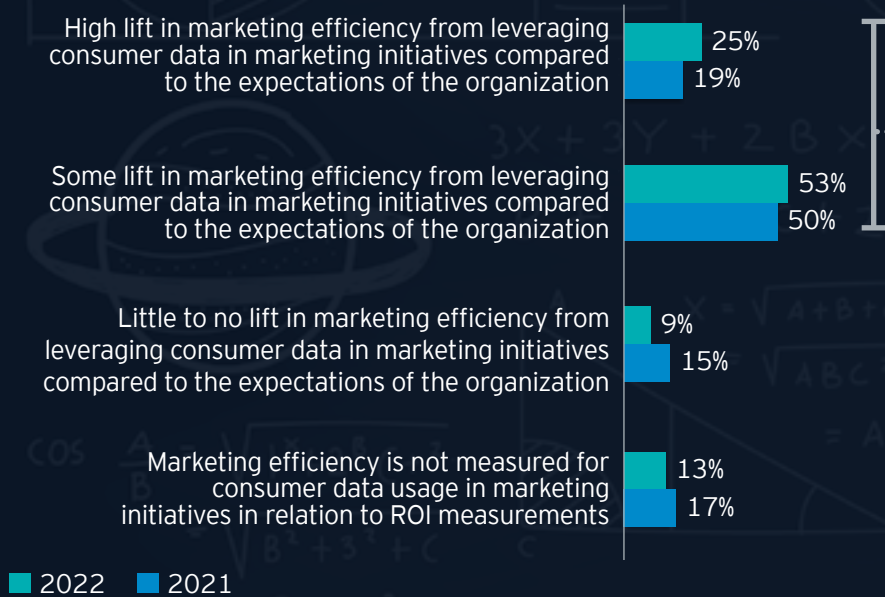 High lift in marketing efficiency from leveraging
consumer data in marketing initiatives compared
to the expectations of the organization
25%
19%
3X + 3Y + 2 B X
Some lift in marketing efficiency from leveraging
consumer data in marketing initiatives compared
to the expectations of the organization
53%
50%
Little to no lift in marketing efficiency from
leveraging consumer data in marketing initiatives
compared to the expectations of the organization
9%
15%
Marketing efficiency is not measured for
consumer data usage in marketing
initiatives in relation to ROI measurements
13%
17%
2022
2021